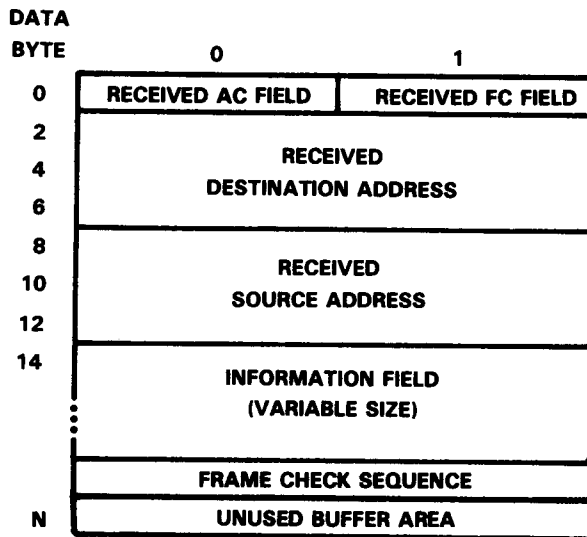 DATA
BYTE 0 1
0 RECEIVED AC FIELD RECEIVED FC FIELD
2
4 RECEIVED
DESTINATION ADDRESS
6
8
RECEIVED
10
SOURCE ADDRESS
12
14 INFORMATION FIELD
(VARIABLE SIZE)
FRAME CHECK SEQUENCE
N UNUSED BUFFER AREA